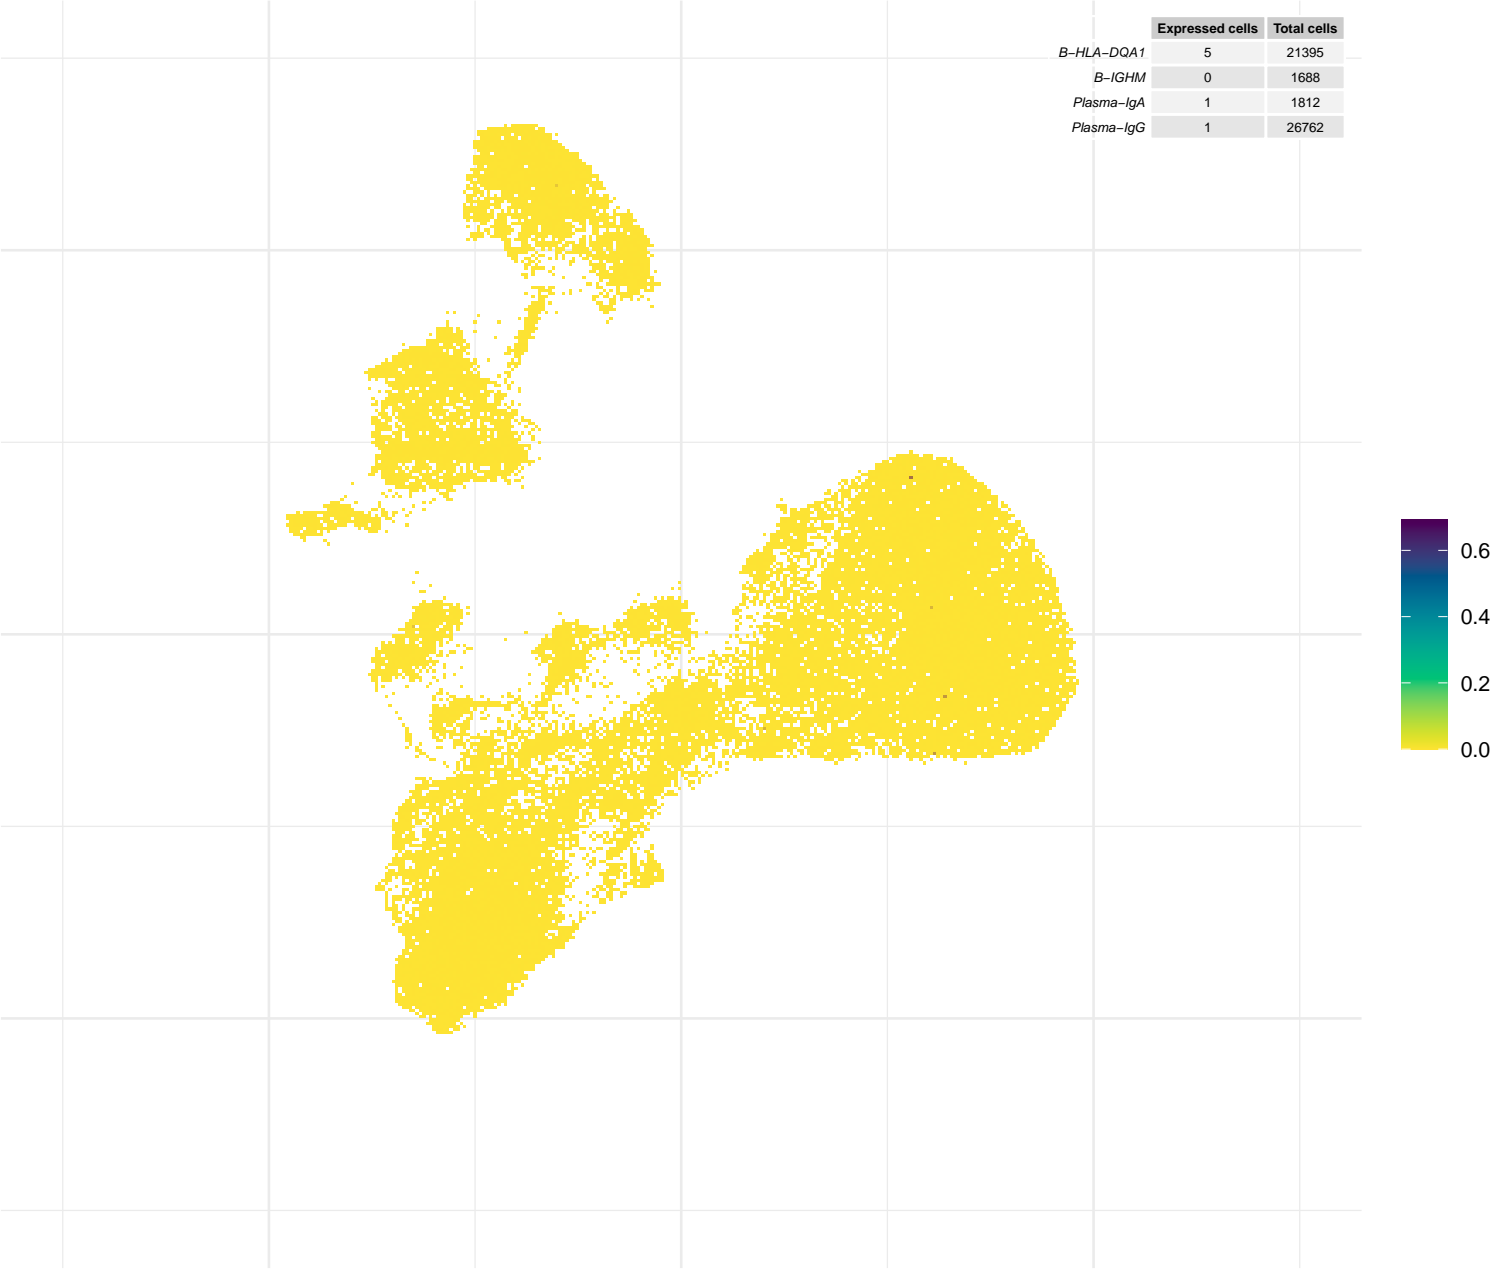 Expressed cells Total cells
B−HLA−DQA1 5 21395
B−IGHM 0 1688
Plasma−IgA 1 1812
Plasma−IgG 1 26762
0.6
0.4
0.2
0.0